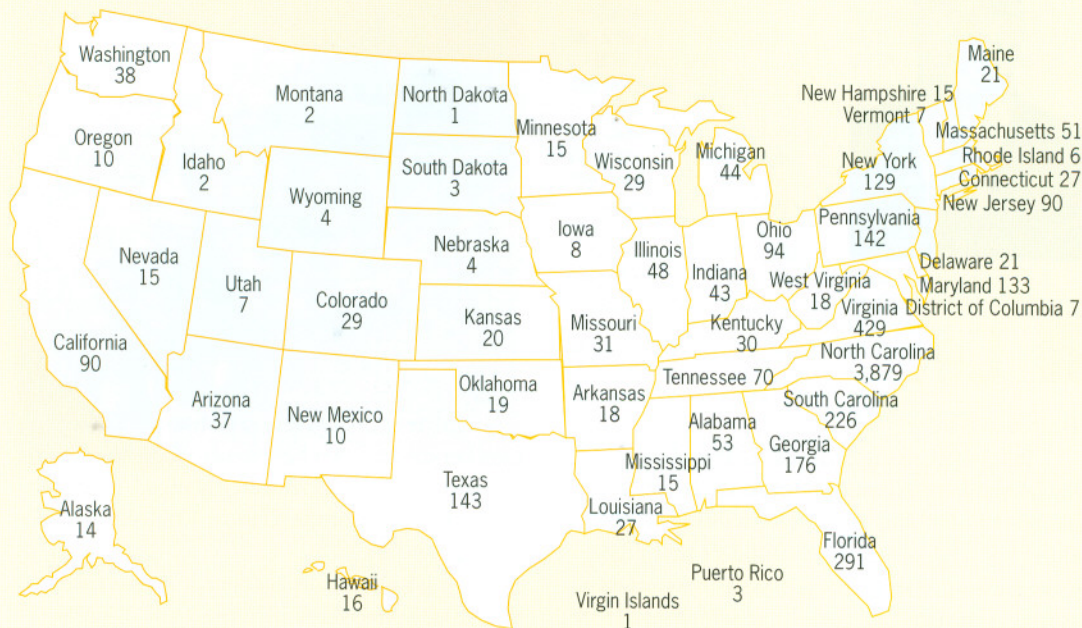 Washington
38
Oregon
10
California
90
Nevada
15
Idaho
2
Montana
2
Wyoming
4
Utah
7
Colorado
29
Arizona
37
New Mexico
10
North Dakota
1
South Dakota
3
Nebraska
4
Kansas
20
Oklahoma
19
Texas
143
Minnesota
15
Iowa
8
Missouri
31
Arkansas
18
Louisiana
27
Wisconsin
29
Illinois
48
Michigan
44
Indiana
43
Ohio
94
Kentucky
30
Tennessee 70
Mississippi
15
Alabama
53
Georgia
176
Florida
291
South Carolina
226
North Carolina
3,879
Virginia
429
West Virginia
18
District of Columbia 7
Maryland 133
Delaware 21
Pennsylvania
142
New Jersey 90
New York
129
Connecticut 27
Rhode Island 6
Massachusetts 51
Vermont 7
New Hampshire 15
Maine
21
Alaska
14
Hawaii
16
Virgin Islands
1
Puerto Rico
3